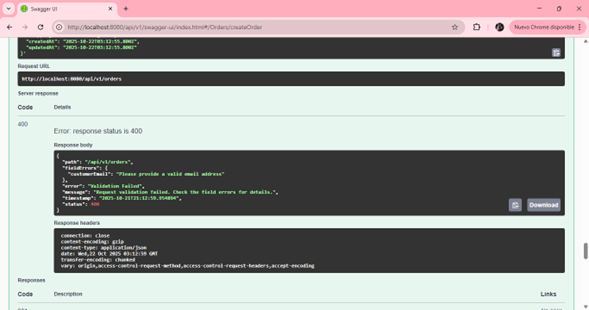 Swagger UI
http://localhost:8080/api/v1/swagger-ui/index.html#/Orders/createOrder
Nuevo Chrome disponible
"createdAt": "2025-10-22T03:12:55.800Z",
"updatedAt": "2025-10-22T03:12:55.800Z"
}'
Request URL
http://localhost:8080/api/v1/orders
Server response
Code Details
400
Error: response status is 400
Response body
{
"path": "/api/v1/orders",
"fieldErrors": {
"customerEmail": "Please provide a valid email address"
},
"error": "Validation Failed",
"message": "Request validation failed. Check the field errors for details.",
"timestamp": "2025-10-21T21:12:59.954894",
"status": 400
}
Download
Response headers
connection: close
content-encoding: gzip
content-type: application/json
date: Wed,22 Oct 2025 03:12:59 GMT
transfer-encoding: chunked
vary: origin,access-control-request-method,access-control-request-headers,accept-encoding
Responses
Code Description Links